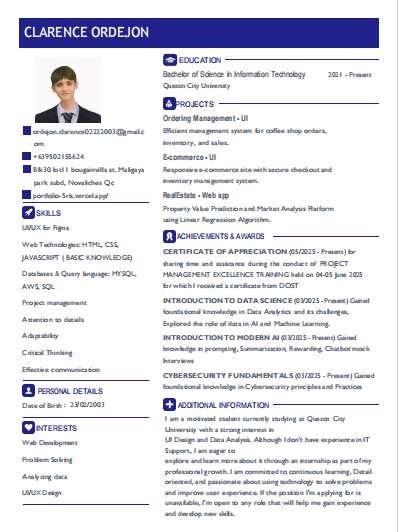 CLARENCE ORDEJON
ordejon.clarence02232003@gmail.c
om
+639502155624
Blk30 lot11 bougainvilla st. Maligaya
park subd, Novaliches Qc
portfolio-5ris.vercel.app/
SKILLS
UI/UX for Figma
Web Technologies: HTML, CSS,
JAVASCRIPT ( BASIC KNOWLEDGE)
Databases & Query language: MYSQL,
AWS, SQL
Project management
Attention to details
Adaptability
Critical Thinking
Effective communication
PERSONAL DETAILS
Date of Birth : 23/02/2003
INTERESTS
Web Development
Problem Solving
Analyzing data
UI/UX Design
EDUCATION
Bachelor of Science in Information Technology 2021 - Present
Quezon City University
PROJECTS
Ordering Management • UI
Efficient management system for coffee shop orders,
inventory, and sales.
E-commerce • UI
Responsive e-commerce site with secure checkout and
inventory management system.
RealEstate • Web app
Property Value Prediction and Market Analysis Platform
using Linear Regression Algorithm.
ACHIEVEMENTS & AWARDS
CERTIFICATE OF APPRECIATION (05/2025 - Present) for
sharing time and assistance during the conduct of PROJECT
MANAGEMENT EXCELLENCE TRAINING held on 04-05 June 2025
for which I received a certificate from DOST
INTRODUCTION TO DATA SCIENCE (03/2025 - Present) Gained
foundational knowledge in Data Analytics and its challenges,
Explored the role of data in AI and Machine Learning.
INTRODUCTION TO MODERN AI (03/2025 - Present) Gained
knowledge in prompting, Summarization, Rewarding, Chatbot mock
Interviews
CYBERSECURITY FUNDAMENTALS (03/2025 - Present) Gained
foundational knowledge in Cybersecurity principles and Practices
ADDITIONAL INFORMATION
I am a motivated student currently studying at Quezon City
University with a strong interest in
UI Design and Data Analysis. Although I don't have experience in IT
Support, I am eager to
explore and learn more about it through an internship as part of my
professional growth. I am committed to continuous learning, Detail
oriented, and passionate about using technology to solve problems
and improve user experience. If the position I'm applying for is
unavailable, I'm open to any role that will help me gain experience
and develop new skills.